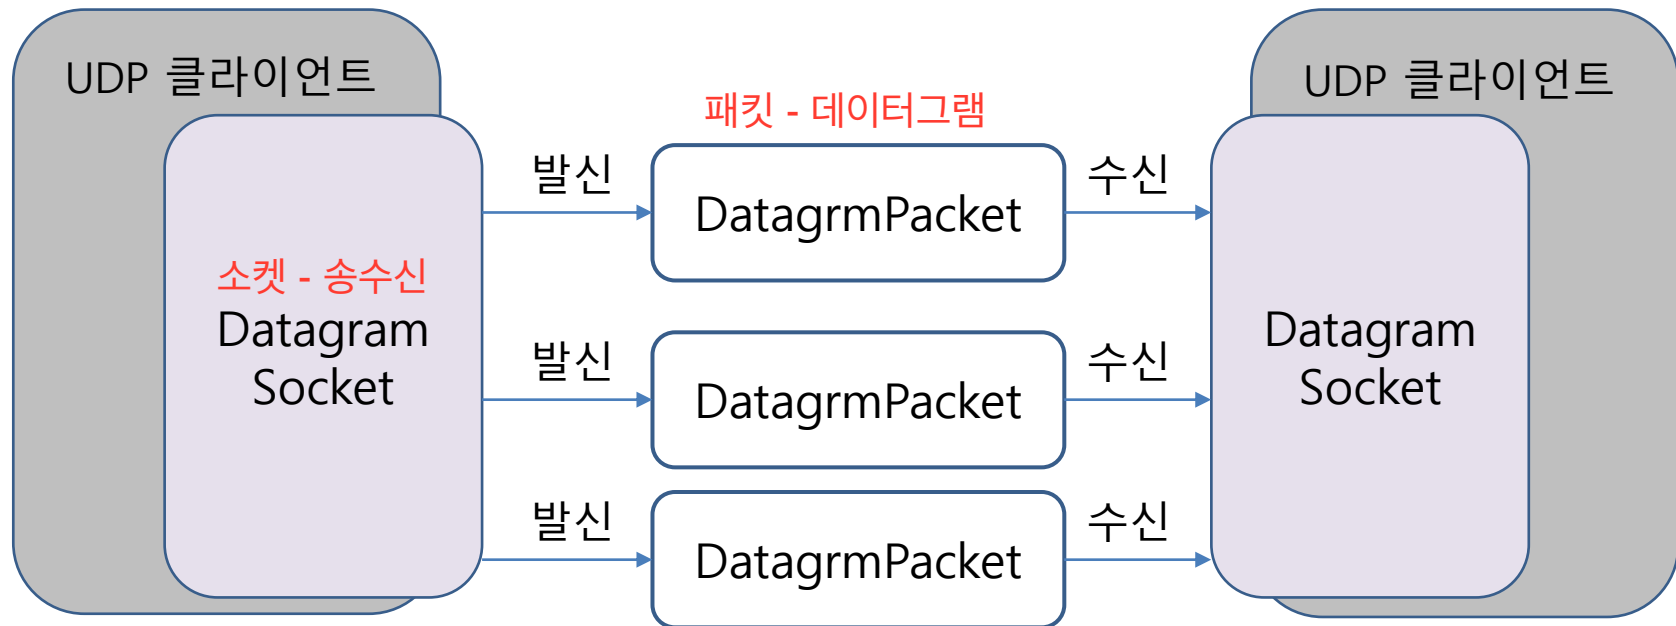 UDP 클라이언트
UDP 클라이언트
패킷 - 데이터그램
발신
DatagrmPacket
수신
소켓 - 송수신
Datagram
Socket
발신
DatagrmPacket
수신
Datagram
Socket
발신
DatagrmPacket
수신